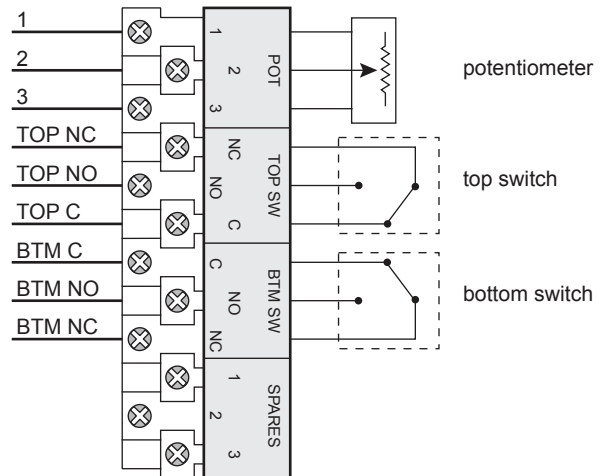 1
2
3
TOP NC
TOP NO
TOP C
BTM C
BTM NO
BTM NC
1
2
3
POT
NC
NO
C
TOP SW
C
NO
NC
BTM SW
1
2
3
SPARES
potentiometer
top switch
bottom switch